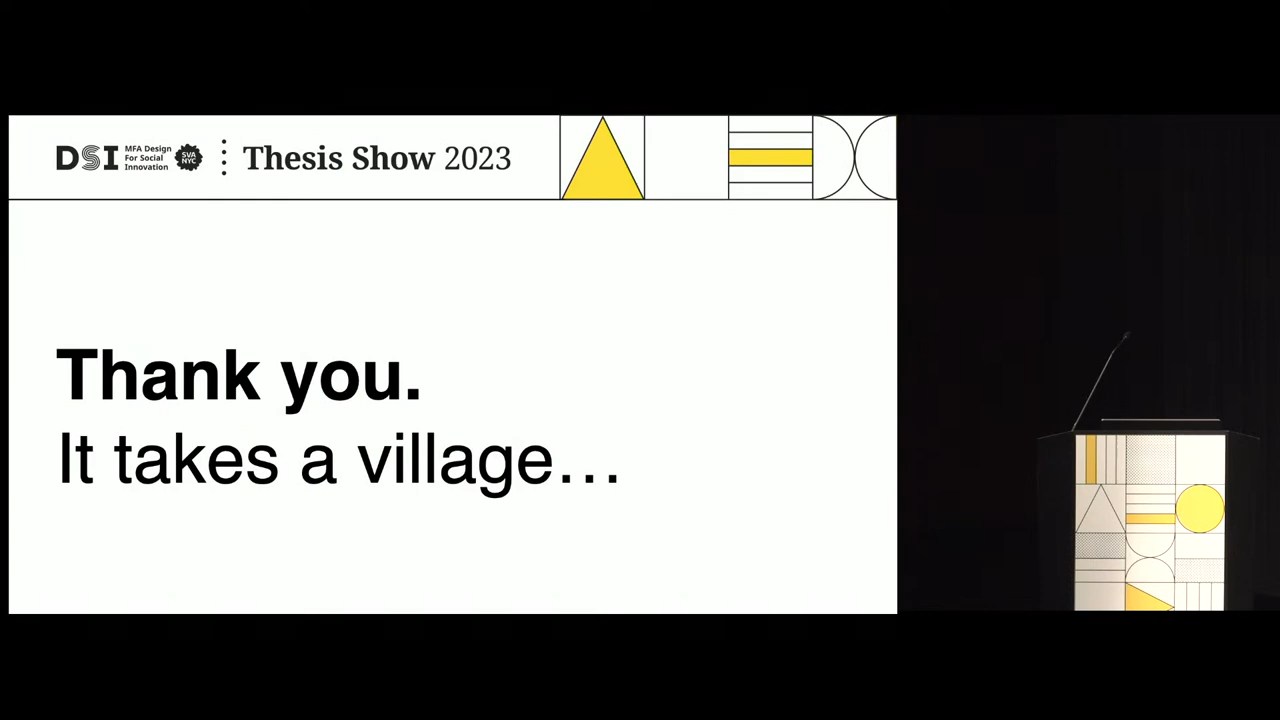 DSI
MFA Design
For Social
Innovation
SVA
NYC
Thesis Show 2023
Thank you.
It takes a village…